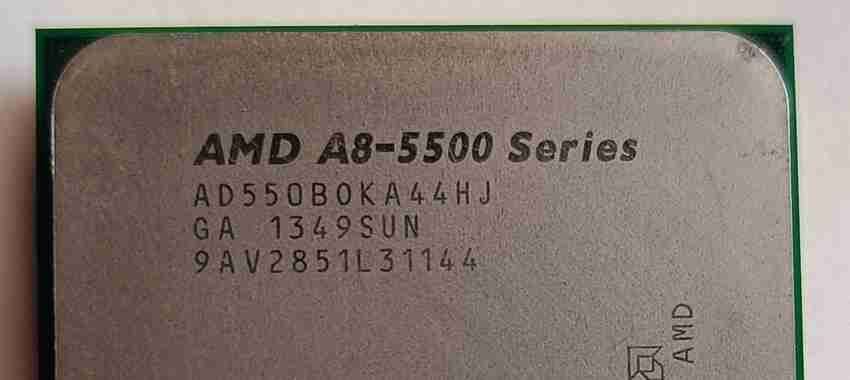 AMD A8-5500 Series
AD550BOKA44HJ
GA 1349SUN
9AV2851L31144
AMD